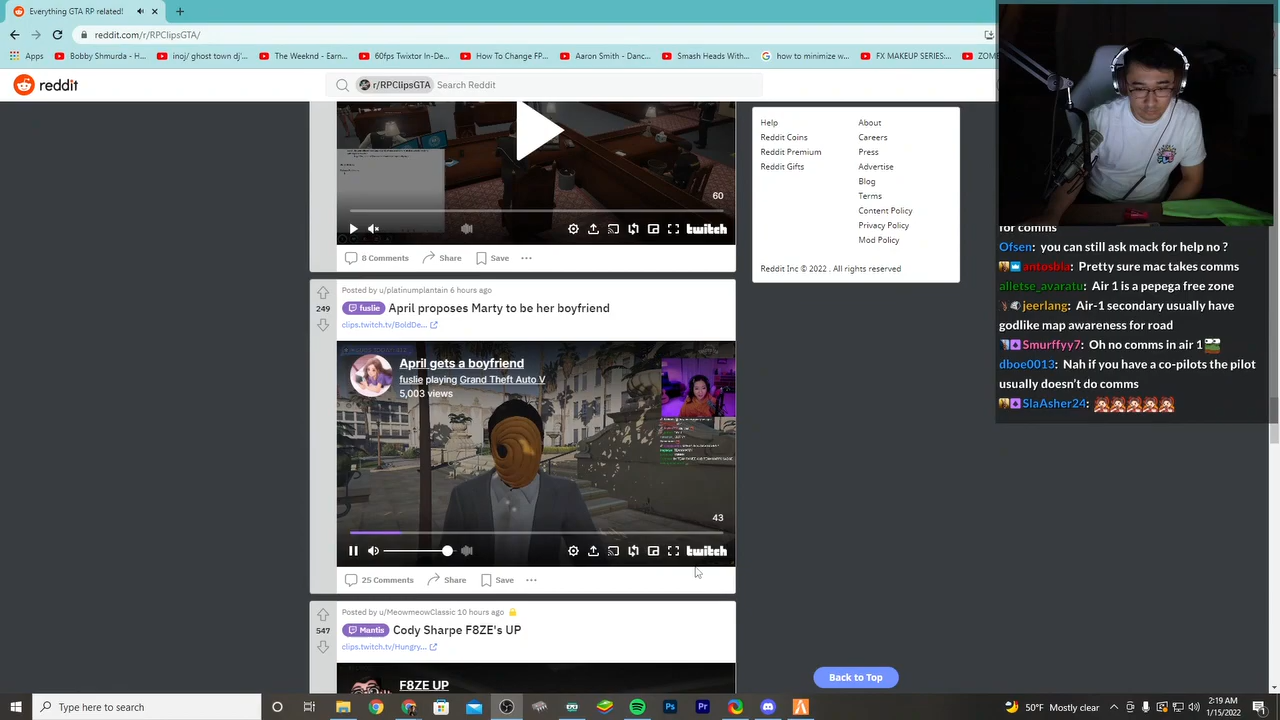 Everything GTA RP related!
reddit.com/r/RPClipsGTA/
Apps
Bobby Shmurda - H...
inoj/ ghost town dj'...
The Weeknd - Earn...
60fps Twixtor In-De...
How To Change FP...
Aaron Smith - Danc...
Smash Heads With...
how to minimize w...
FX MAKEUP SERIES:...
ZOM
reddit
r/RPClipsGTA Search Reddit
60
twitch
8 Comments Share Save
Posted by u/platinumplantain 6 hours ago
249
fuslie April proposes Marty to be her boyfriend
clips.twitch.tv/BoldDe...
April gets a boyfriend
fuslie playing Grand Theft Auto V
5,003 views
43
twitch
25 Comments Share Save
Posted by u/MeowmeowClassic 10 hours ago
547
Mantis Cody Sharpe F8ZE's UP
clips.twitch.tv/Hungry...
F8ZE UP
Help About
Reddit Coins Careers
Reddit Premium Press
Reddit Gifts Advertise
Blog
Terms
Content Policy
Privacy Policy
Mod Policy
Reddit Inc © 2022 . All rights reserved
Back to Top
for comms
Ofsen: you can still ask mack for help no ?
antosbla: Pretty sure mac takes comms
alletse_avaratu: Air 1 is a pepega free zone
jeerlang: Air-1 secondary usually have
godlike map awareness for road
Smurffyy7: Oh no comms in air 1
dboe0013: Nah if you have a co-pilots the pilot
usually doesn't do comms
SlaAsher24:
Type here to search
50°F Mostly clear
2:19 AM
1/15/2022